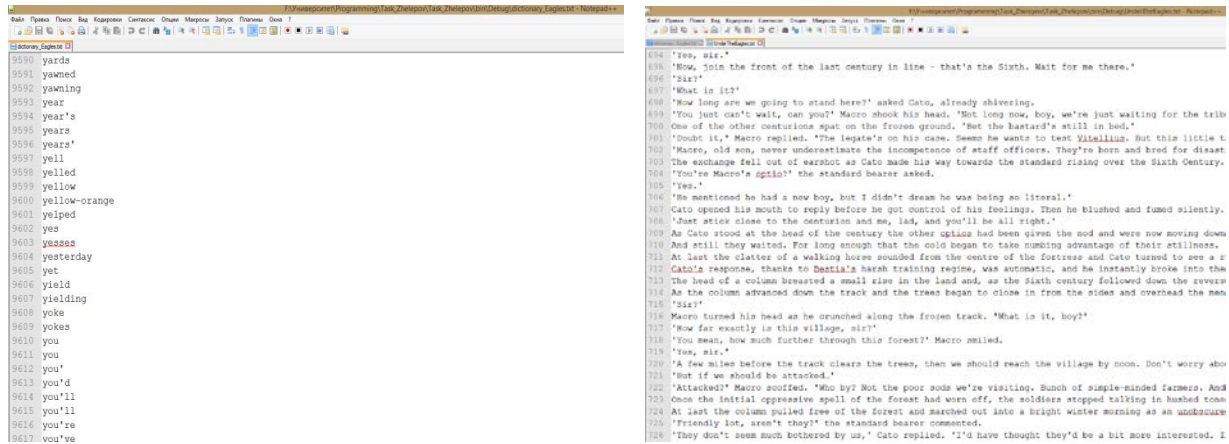 F:\Университет\Programming\Task_Zhelepov\Task_Zhelepov\bin\Debug\dictionary_Eagles.txt - Notepad++
Файл Правка Поиск Вид Кодировки Синтаксис Опции Макросы Запуск Плагины Окна ?
dictionary_Eagles.txt
9590 yards
9591 yawned
9592 yawning
9593 year
9594 year's
9595 years
9596 years'
9597 yell
9598 yelled
9599 yellow
9600 yellow-orange
9601 yelped
9602 yes
9603 yesses
9604 yesterday
9605 yet
9606 yield
9607 yielding
9608 yoke
9609 yokes
9610 you
9611 you
9612 you'
9613 you'd
9614 you'll
9615 you'll
9616 you're
9617 you've
F:\Университет\Programming\Task_Zhelepov\Task_Zhelepov\bin\Debug\UnderTheEagles.txt - Notepad++
Файл Правка Поиск Вид Кодировки Синтаксис Опции Макросы Запуск Плагины Окна ?
dictionary_Eagles.txt UnderTheEagles.txt
694 'Yes, sir."
695 'Now, join the front of the last century in line - that's the Sixth. Wait for me there.'
696 'Sir?'
697 'What is it?'
698 'How long are we going to stand here?' asked Cato, already shivering.
699 'You just can't wait, can you?' Macro shook his head. 'Not long now, boy, we're just waiting for the tribu
700 One of the other centurions spat on the frozen ground. 'Bet the bastard's still in bed."
701 'Doubt it," Macro replied. "The legate's on his case. Seems he wants to test Vitellius. But this little t
702 'Macro, old son, never underestimate the incompetence of staff officers. They're born and bred for disast
703 The exchange fell out of earshot as Cato made his way towards the standard rising over the Sixth Century.
704 'You're Macro's optio?' the standard bearer asked.
705 'Yes.'
706 'He mentioned he had a new boy, but I didn't dream he was being so literal.'
707 Cato opened his mouth to reply before he got control of his feelings. Then he blushed and fumed silently.
708 'Just stick close to the centurion and me, lad, and you'll be all right.'
709 As Cato stood at the head of the century the other optios had been given the nod and were now moving down
710 And still they waited. For long enough that the cold began to take numbing advantage of their stillness.
711 At last the clatter of a walking horse sounded from the centre of the fortress and Cato turned to see a r
712 Cato's response, thanks to Bestia's harsh training regime, was automatic, and he instantly broke into the
713 The head of a column breasted a small rise in the land and, as the Sixth century followed down the revers
714 As the column advanced down the track and the trees began to close in from the sides and overhead the men
715 'Sir?'
716 Macro turned his head as he crunched along the frozen track. "What is it, boy?"
717 'How far exactly is this village, sir?'
718 'You mean, how much further through this forest?' Macro smiled.
719 'Yes, sir."
720 'A few miles before the track clears the trees, then we should reach the village by noon. Don't worry abo
721 'But if we should be attacked…'
722 'Attacked?" Macro scoffed. "Who by? Not the poor sods we're visiting. Bunch of simple-minded farmers. And
723 Once the initial oppressive spell of the forest had worn off, the soldiers stopped talking in hushed tone
724 At last the column pulled free of the forest and marched out into a bright winter morning as an unobscure
725 'Friendly lot, aren't they?" the standard bearer commented.
726 'They don't seem much bothered by us,' Cato replied. 'I'd have thought they'd be a bit more interested. I